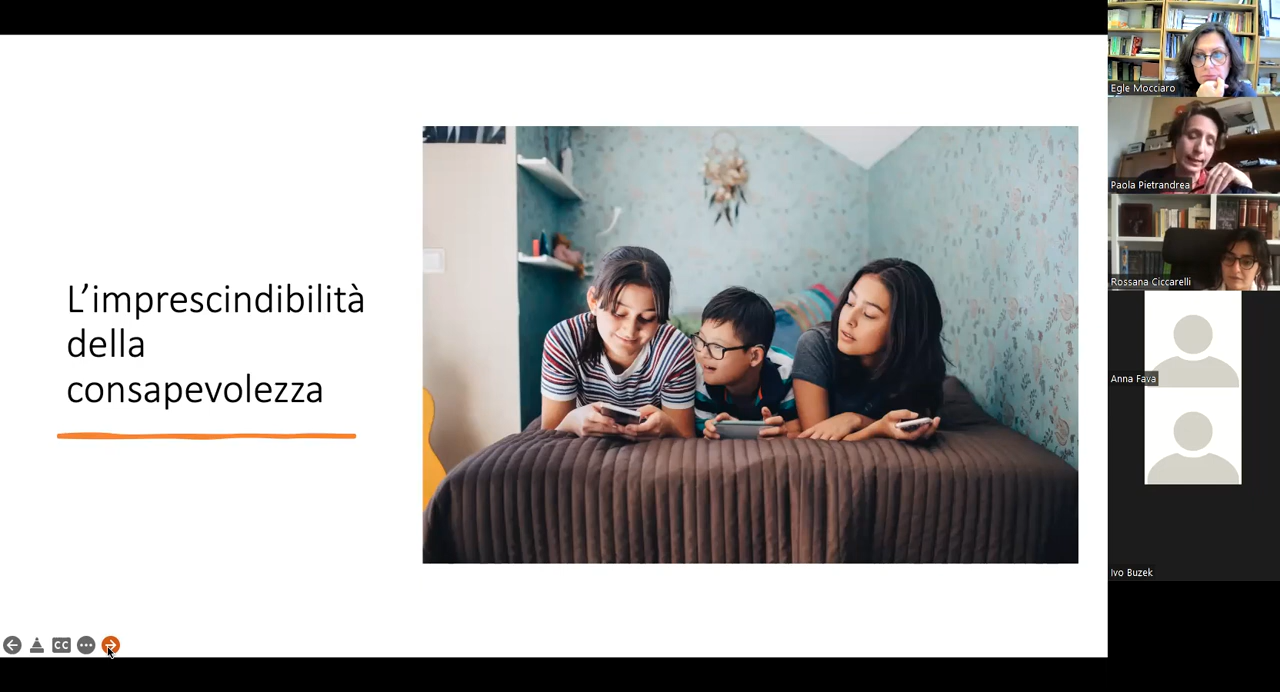 L'imprescindibilità
della
consapevolezza
CC
Egle Mocciaro
Paola Pietrandrea
Rossana Ciccarelli
Anna Fava
Ivo Buzek